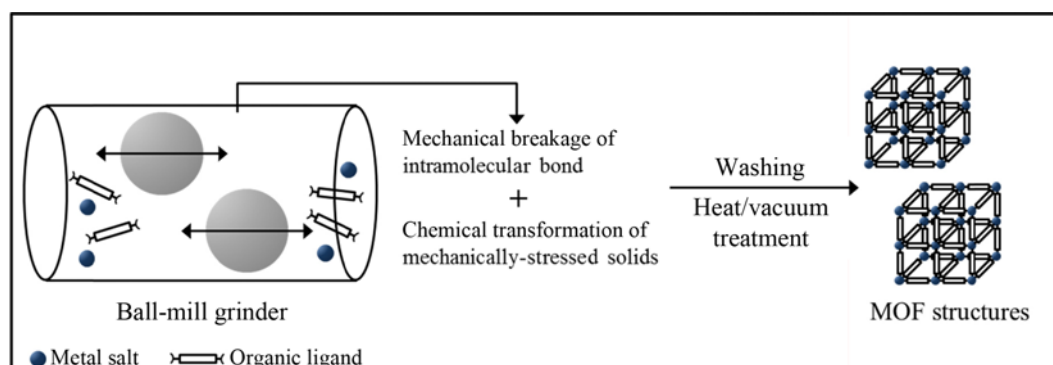 Mechanical breakage of
intramolecular bond
+
Chemical transformation of
mechanically-stressed solids
Washing
Heat/vacuum
treatment
Ball-mill grinder
MOF structures
Metal salt
Organic ligand